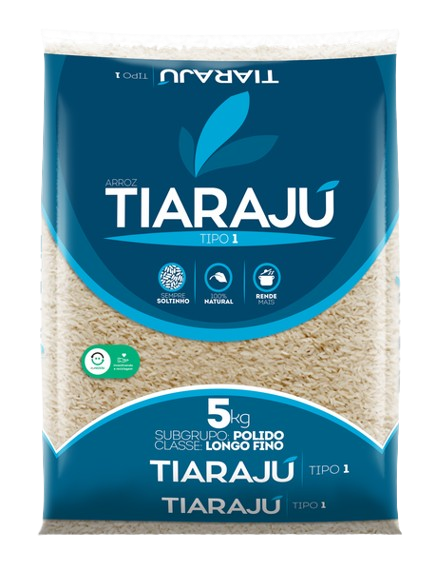 TIPO 1 TIARAJÚ
ARROZ
TIARAJÚ
TIPO 1
SEMPRE SOLTINHO
100% NATURAL
RENDE MAIS
5kg
SUBGRUPO: POLIDO
CLASSE: LONGO FINO
TIARAJÚ TIPO 1
TIARAJÚ TIPO 1